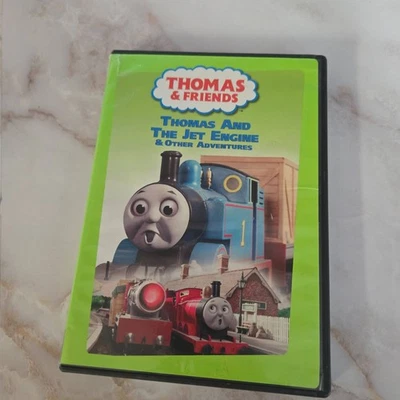 THOMAS
& FRIENDS
THOMAS AND
THE JET ENGINE
& OTHER ADVENTURES
1